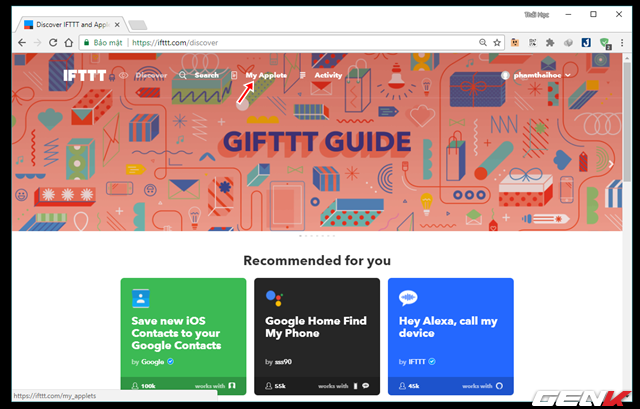 Thái Học
Discover IFTTT and Apple
Bảo mật | https://ifttt.com/discover
IFTTT Discover Search My Applets Activity phamthaihoc
GIFTTT GUIDE
Recommended for you
Save new iOS Contacts to your Google Contacts
by Google
100k works with
Google Home Find My Phone
by sss90
55k works with
Hey Alexa, call my device
by IFTTT
45k works with
https://ifttt.com/my_applets
GENK